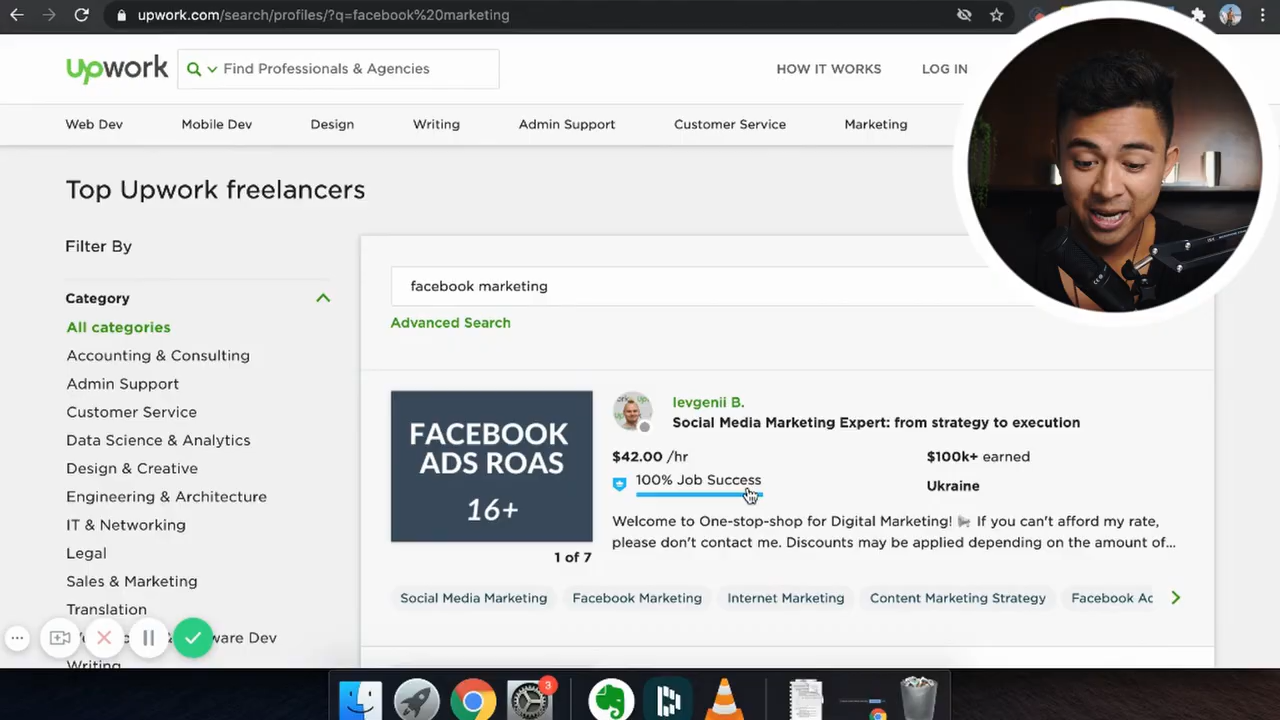 upwork.com/search/profiles/?q=facebook%20marketing
upwork
Find Professionals & Agencies
HOW IT WORKS
LOG IN
Web Dev
Mobile Dev
Design
Writing
Admin Support
Customer Service
Marketing
Top Upwork freelancers
Filter By
Category
All categories
Accounting & Consulting
Admin Support
Customer Service
Data Science & Analytics
Design & Creative
Engineering & Architecture
IT & Networking
Legal
Sales & Marketing
Translation
ware Dev
Writing
facebook marketing
Advanced Search
FACEBOOK
ADS ROAS
16+
1 of 7
Ievgenii B.
Social Media Marketing Expert: from strategy to execution
$42.00 /hr
$100k+ earned
100% Job Success
Ukraine
Welcome to One-stop-shop for Digital Marketing! If you can't afford my rate,
please don't contact me. Discounts may be applied depending on the amount of...
Social Media Marketing
Facebook Marketing
Internet Marketing
Content Marketing Strategy
Facebook Ac
3